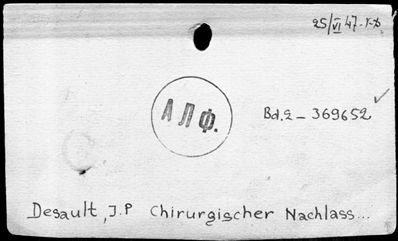 25/VI 47.
АЛФ.
Bd.2 – 369652
Desault, J.P Chirurgischer Nachlass...